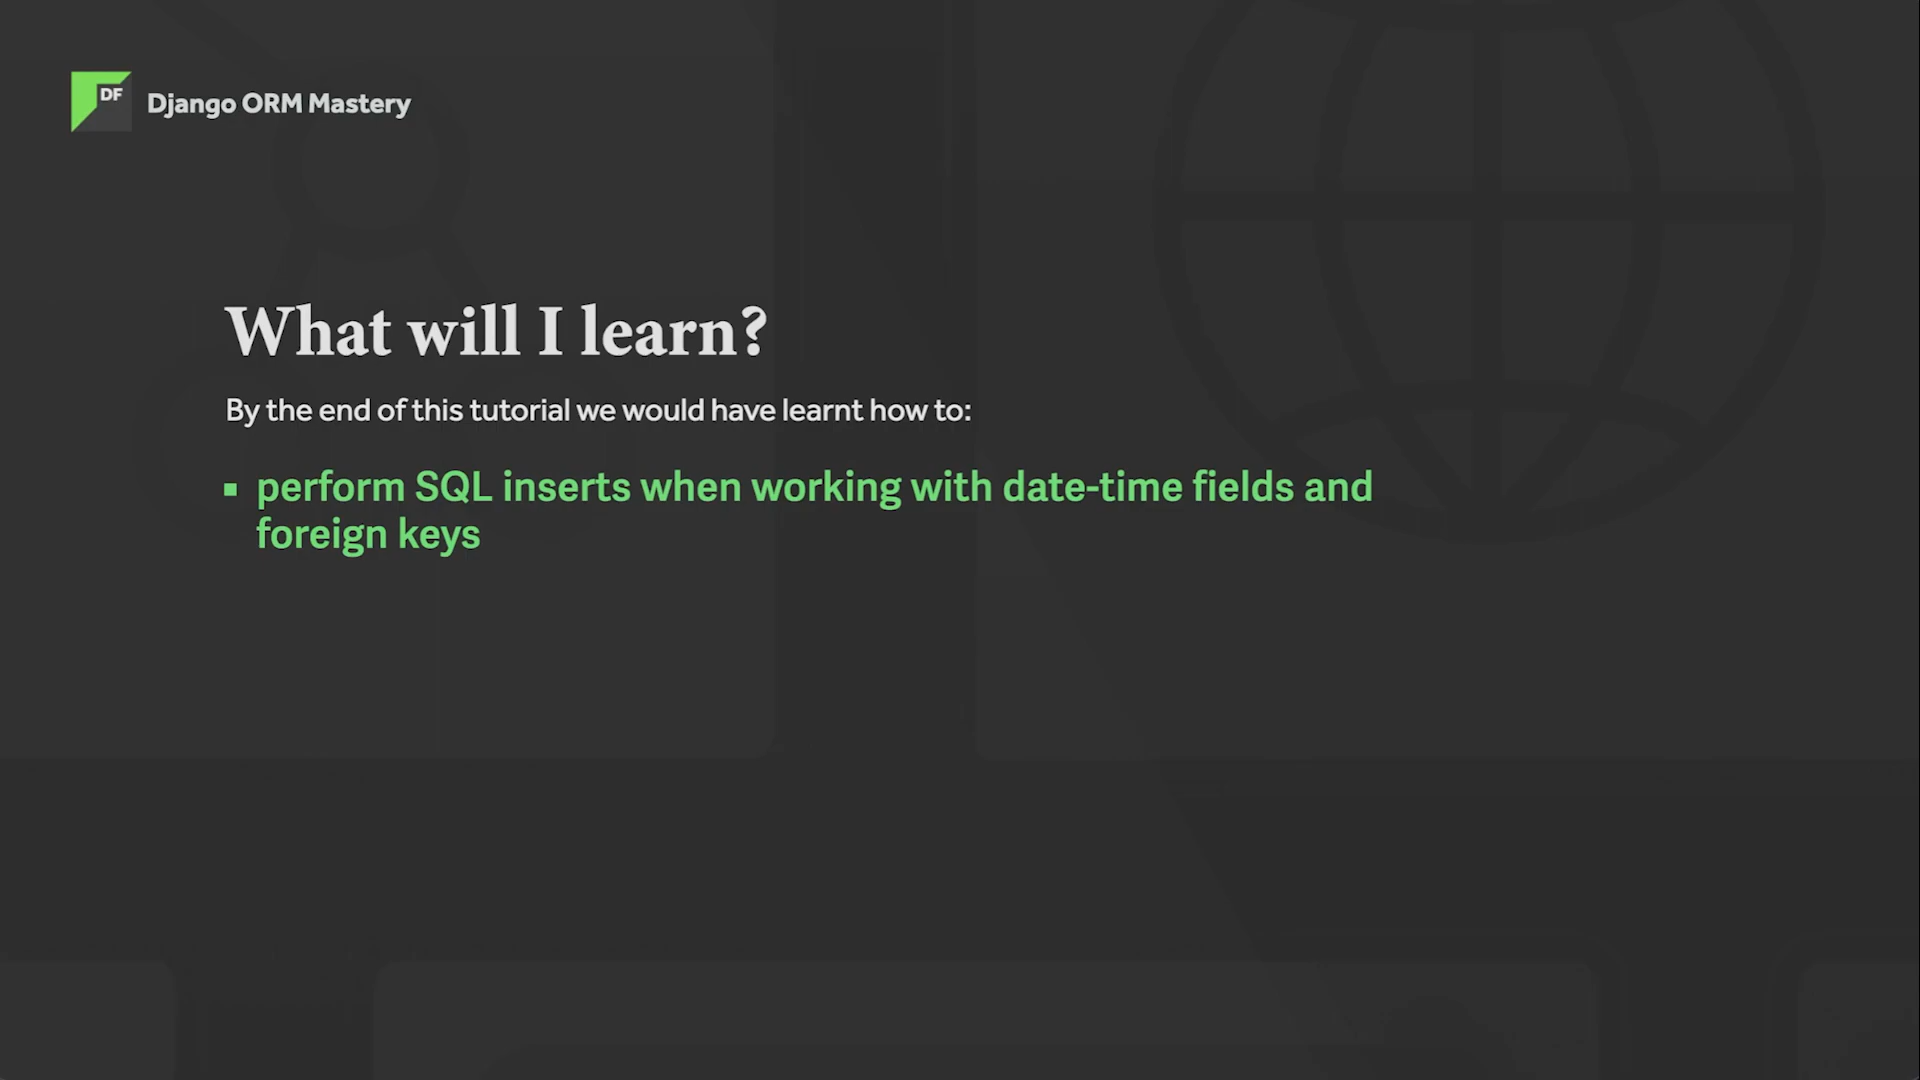 DF
Django ORM Mastery
What will I learn?
By the end of this tutorial we would have learnt how to:
▪ perform SQL inserts when working with date-time fields and
foreign keys